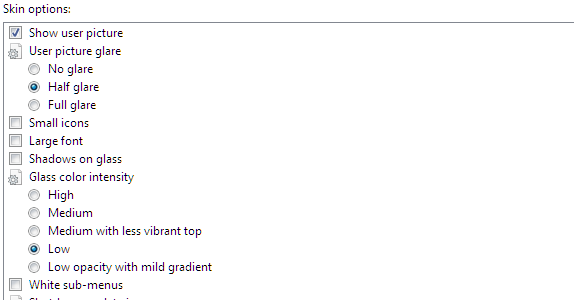 Skin options:
Show user picture
User picture glare
No glare
Half glare
Full glare
Small icons
Large font
Shadows on glass
Glass color intensity
High
Medium
Medium with less vibrant top
Low
Low opacity with mild gradient
White sub-menus